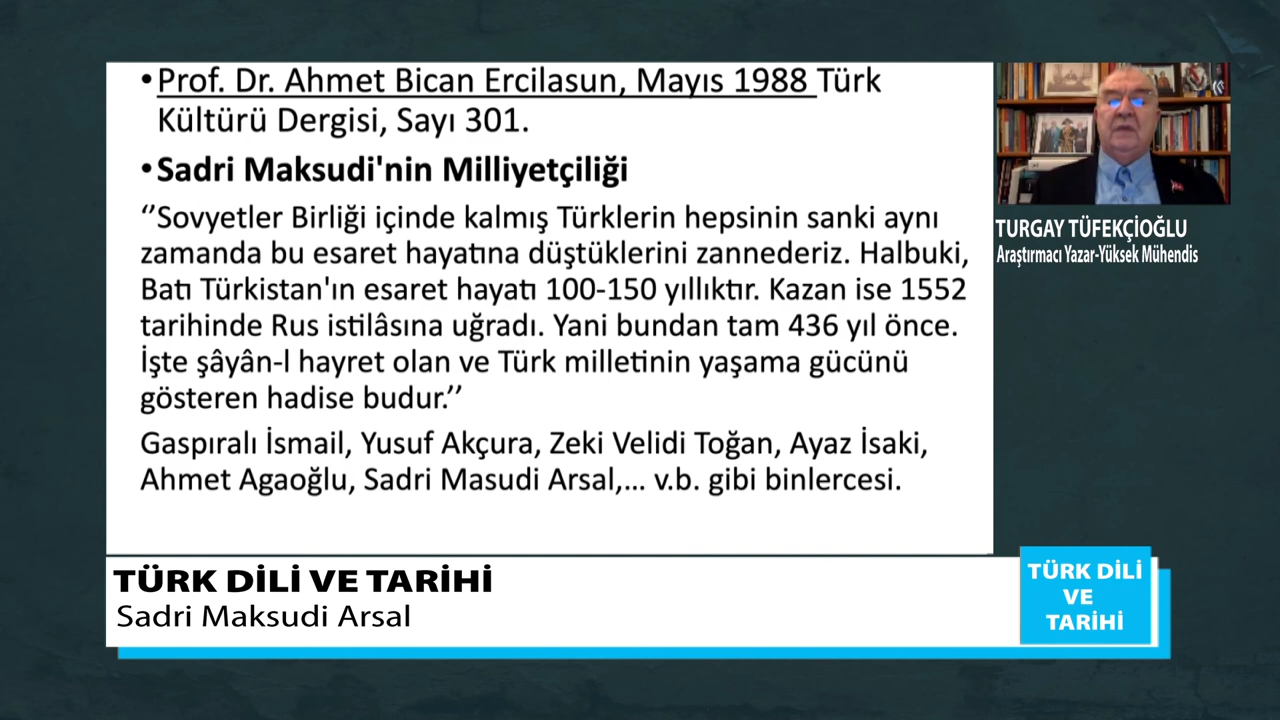 •Prof. Dr. Ahmet Bican Ercilasun, Mayıs 1988 Türk
Kültürü Dergisi, Sayı 301.
•Sadri Maksudi'nin Milliyetçiliği
‘’Sovyetler Birliği içinde kalmış Türklerin hepsinin sanki aynı
zamanda bu esaret hayatına düştüklerini zannederiz. Halbuki,
Batı Türkistan'ın esaret hayatı 100-150 yıllıktır. Kazan ise 1552
tarihinde Rus istilâsına uğradı. Yani bundan tam 436 yıl önce.
İşte şâyân-l hayret olan ve Türk milletinin yaşama gücünü
gösteren hadise budur.’’
Gaspıralı İsmail, Yusuf Akçura, Zeki Velidi Toğan, Ayaz İsaki,
Ahmet Agaoğlu, Sadri Masudi Arsal,... v.b. gibi binlercesi.
TURGAY TÜFEKÇİOĞLU
Araştırmacı Yazar-Yüksek Mühendis
TÜRK DİLİ VE TARİHİ
Sadri Maksudi Arsal
TÜRK DİLİ
VE
TARİHİ